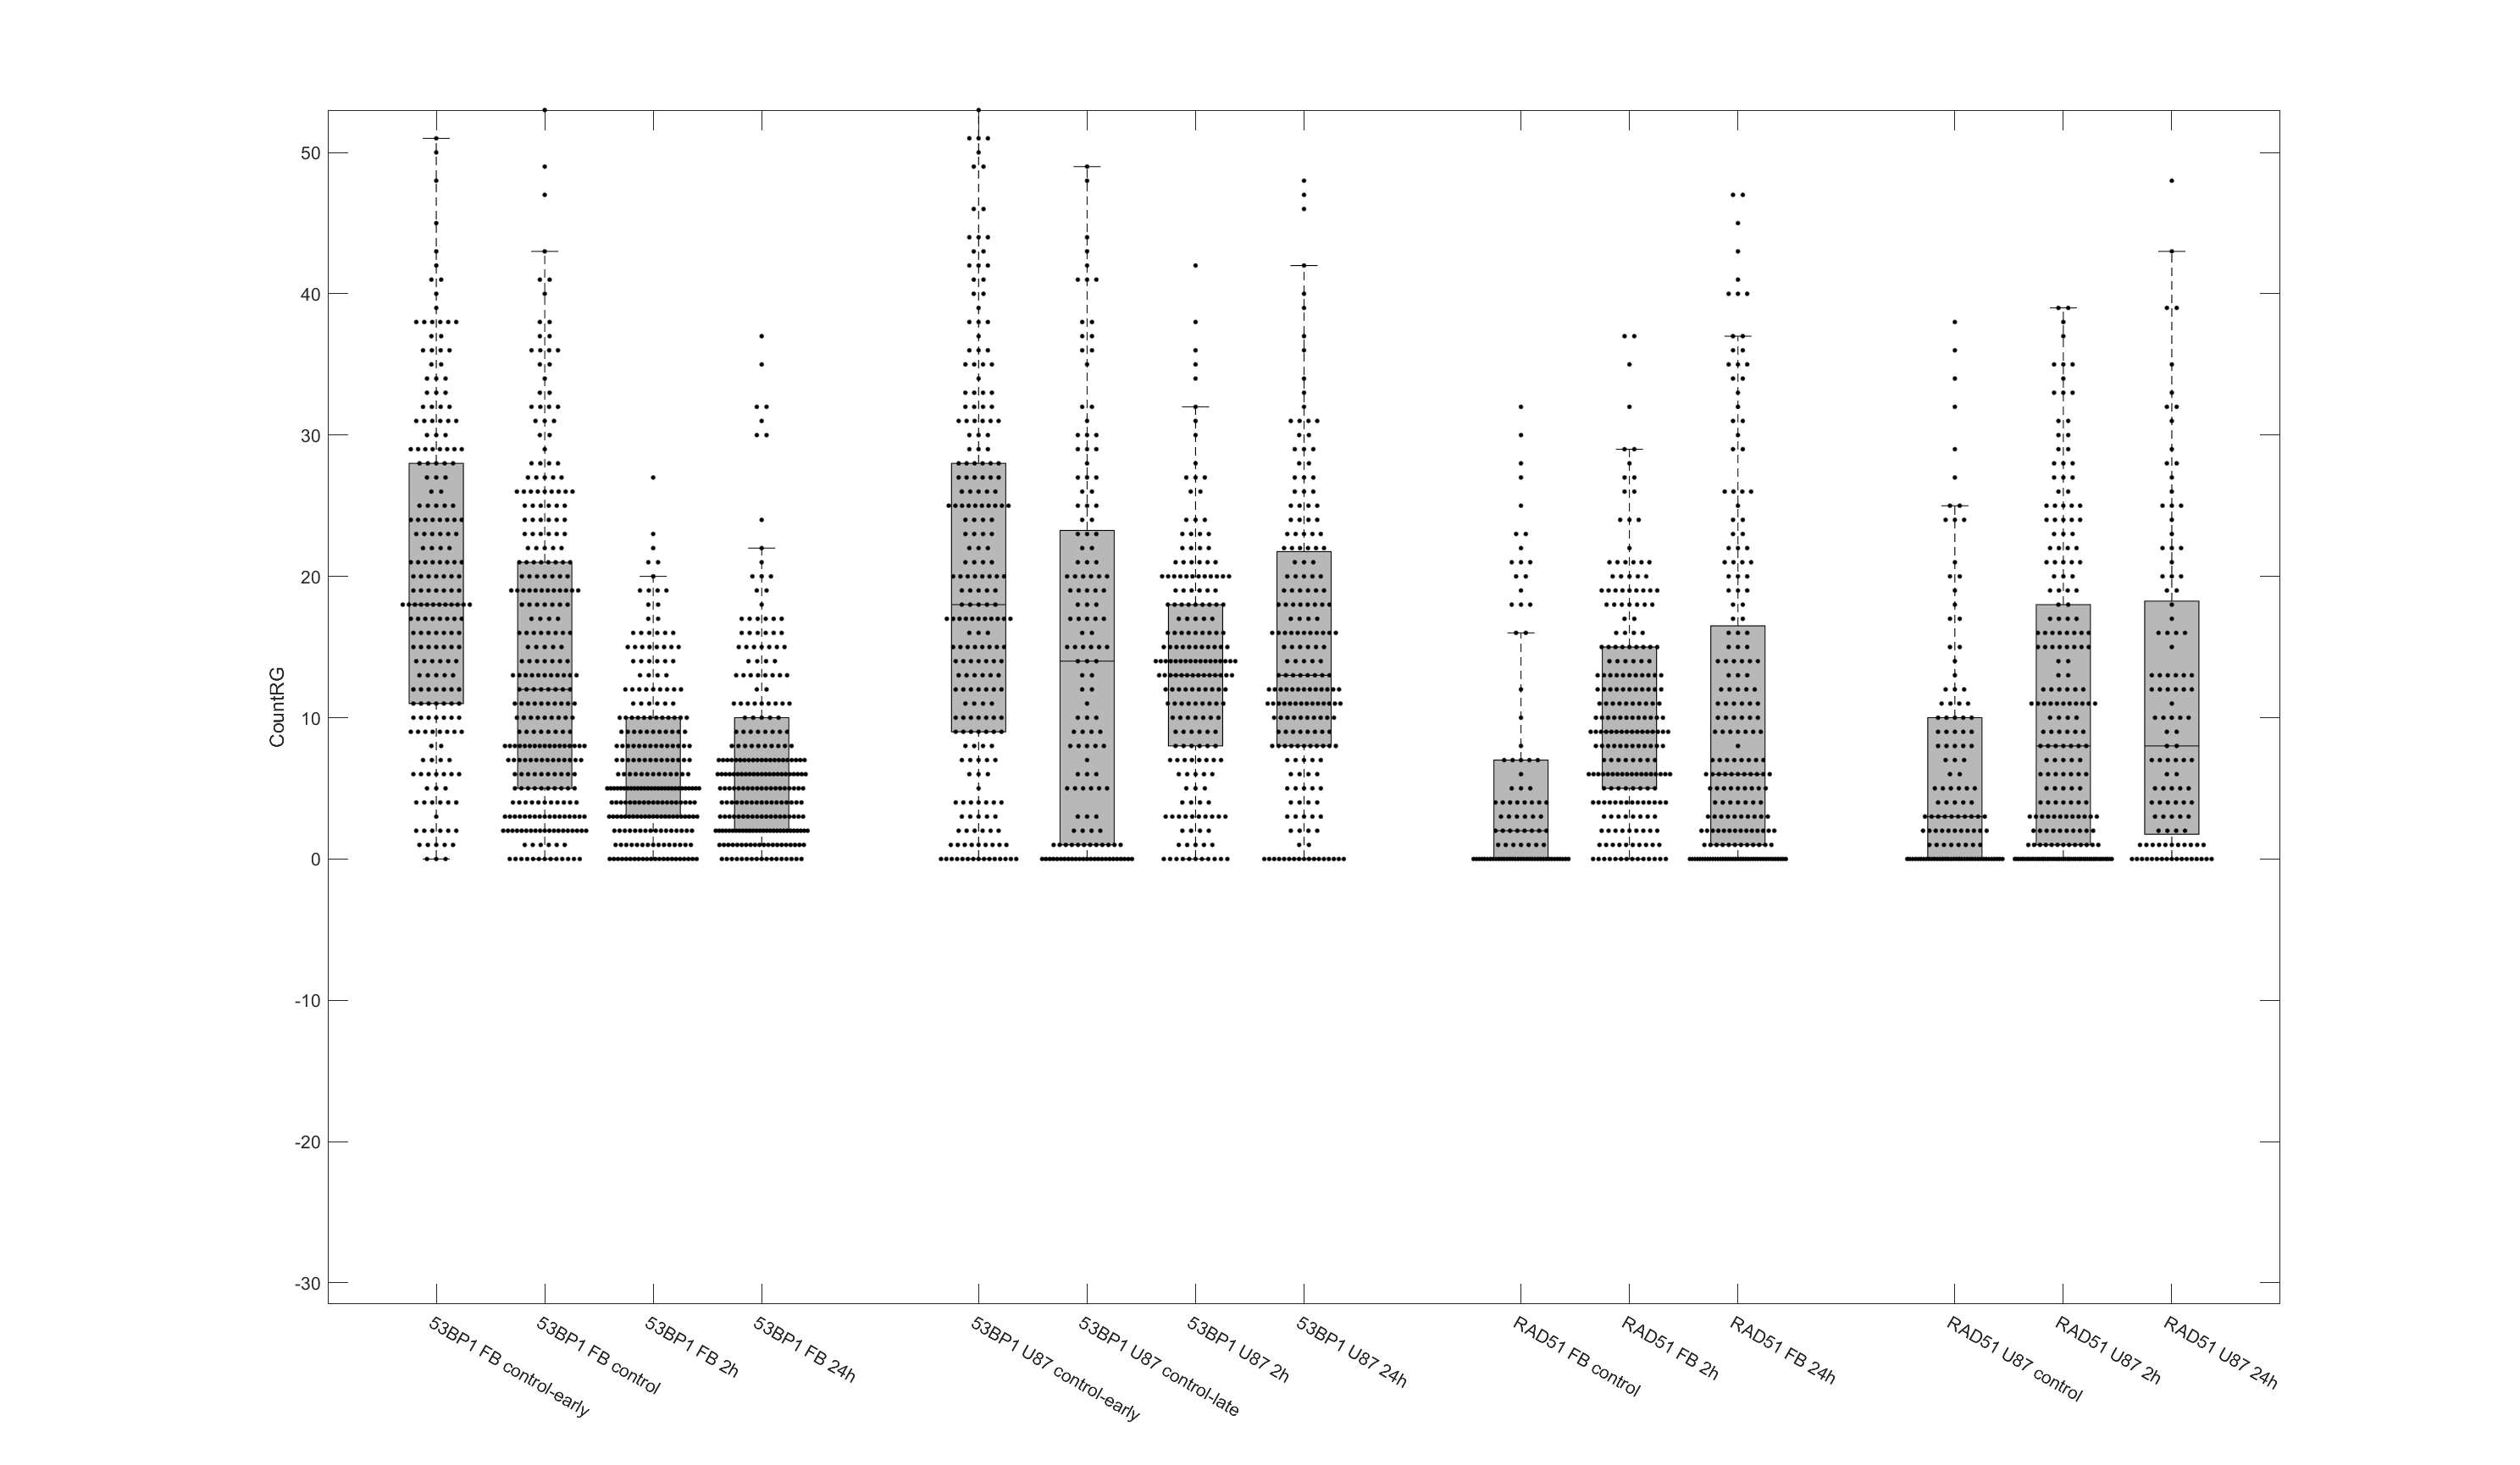 CountRG
50
40
30
20
10
0
-10
-20
-30
53BP1 FB control-early
53BP1 FB control
53BP1 FB 2h
53BP1 FB 24h
53BP1 U87 control-early
53BP1 U87 control-late
53BP1 U87 2h
53BP1 U87 24h
RAD51 FB control
RAD51 FB 2h
RAD51 FB 24h
RAD51 U87 control
RAD51 U87 2h
RAD51 U87 24h